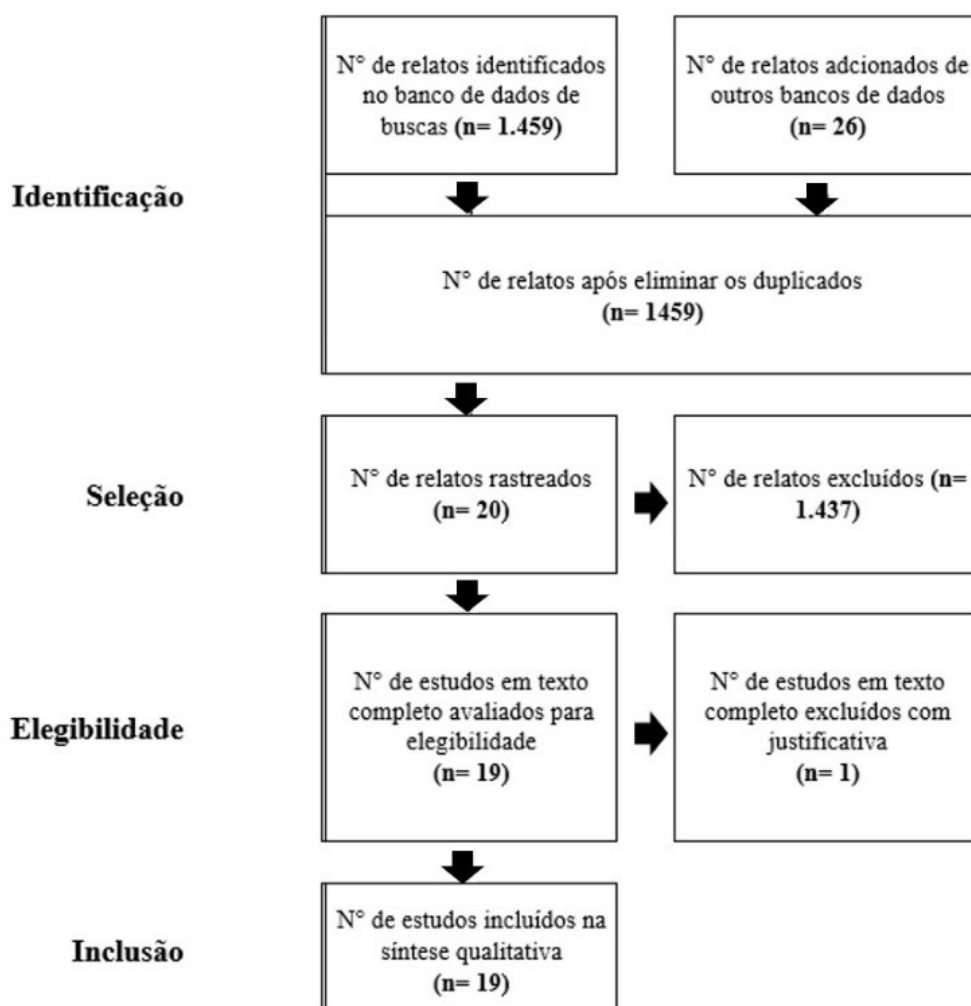 N° de relatos identificados
no banco de dados de
buscas (n= 1.459)
N° de relatos adcionados de
outros bancos de dados
(n= 26)
Identificação
N° de relatos após eliminar os duplicados
(n= 1459)
Seleção
N° de relatos rastreados
(n= 20)
N° de relatos excluídos (n=
1.437)
Elegibilidade
N° de estudos em texto
completo avaliados para
elegibilidade
(n= 19)
N° de estudos em texto
completo excluídos com
justificativa
(n= 1)
Inclusão
N° de estudos incluídos na
síntese qualitativa
(n= 19)